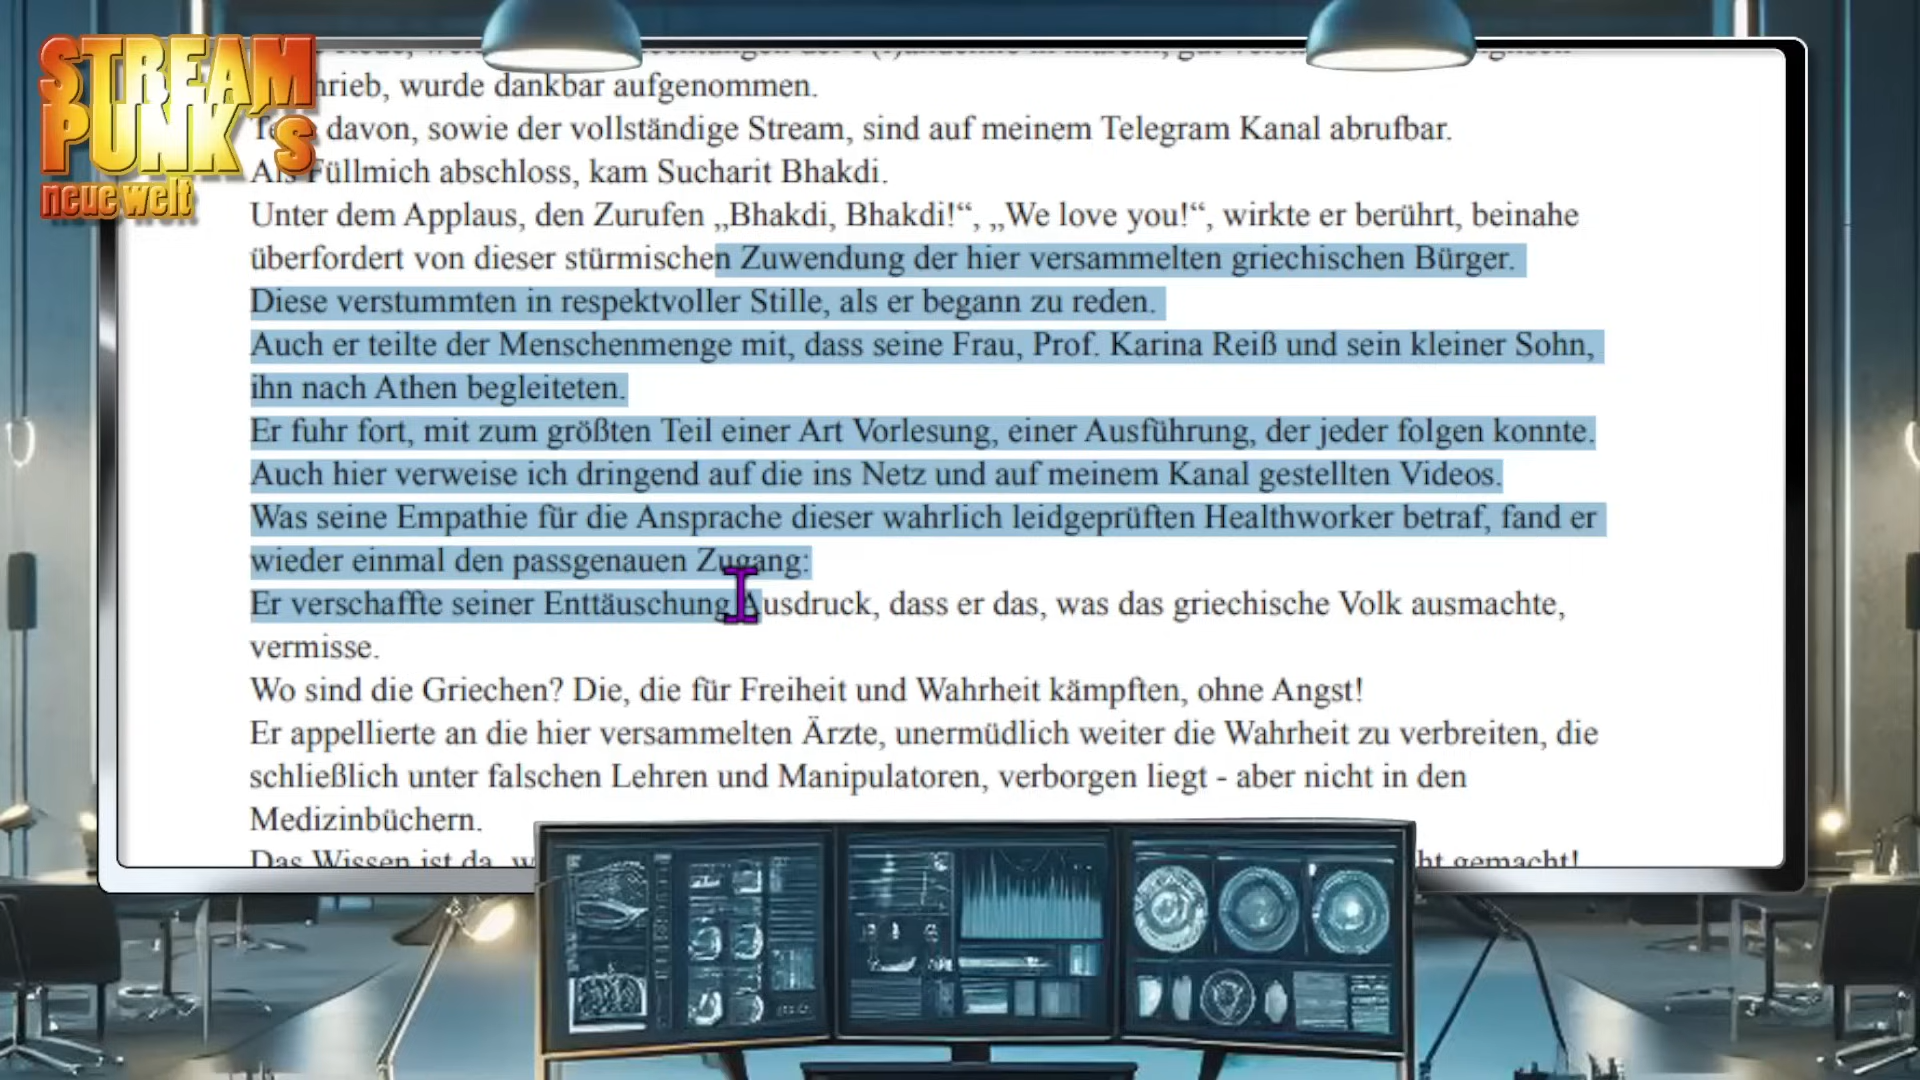 STREAM
PUNK´s
neue welt
wurde dankbar aufgenommen.
davon, sowie der vollständige Stream, sind auf meinem Telegram Kanal abrufbar.
Als Füllmich abschloss, kam Sucharit Bhakdi.
Unter dem Applaus, den Zurufen „Bhakdi, Bhakdi!“, „We love you!“, wirkte er berührt, beinahe
überfordert von dieser stürmischen Zuwendung der hier versammelten griechischen Bürger.
Diese verstummten in respektvoller Stille, als er begann zu reden.
Auch er teilte der Menschenmenge mit, dass seine Frau, Prof. Karina Reiß und sein kleiner Sohn,
ihn nach Athen begleiteten.
Er fuhr fort, mit zum größten Teil einer Art Vorlesung, einer Ausführung, der jeder folgen konnte.
Auch hier verweise ich dringend auf die ins Netz und auf meinem Kanal gestellten Videos.
Was seine Empathie für die Ansprache dieser wahrlich leidgeprüften Healthworker betraf, fand er
wieder einmal den passgenauen Zugang:
Er verschaffte seiner Enttäuschung Ausdruck, dass er das, was das griechische Volk ausmachte,
vermisse.
Wo sind die Griechen? Die, die für Freiheit und Wahrheit kämpften, ohne Angst!
Er appellierte an die hier versammelten Ärzte, unermüdlich weiter die Wahrheit zu verbreiten, die
schließlich unter falschen Lehren und Manipulatoren, verborgen liegt - aber nicht in den
Medizinbüchern.
Das Wissen ist da, gemacht!